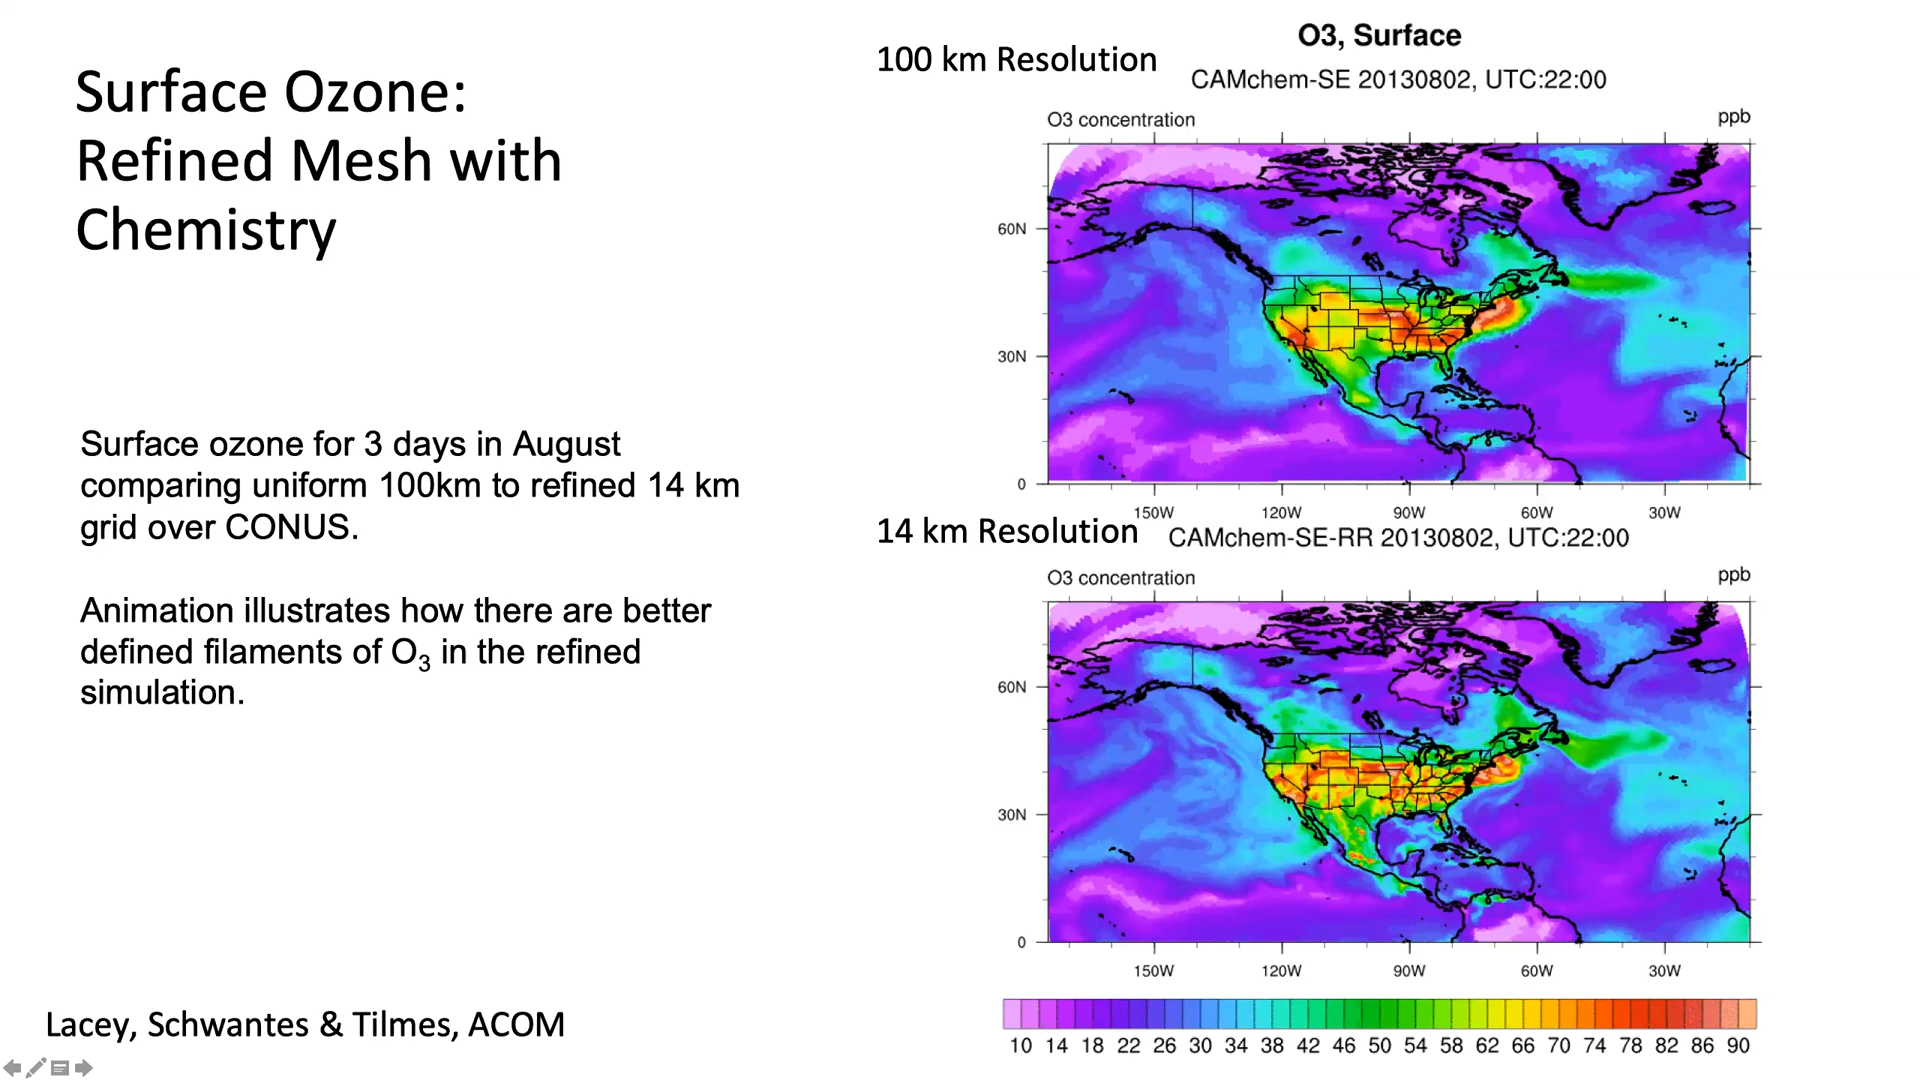 Surface Ozone:
Refined Mesh with
Chemistry
Surface ozone for 3 days in August
comparing uniform 100km to refined 14 km
grid over CONUS.
Animation illustrates how there are better
defined filaments of O3 in the refined
simulation.
Lacey, Schwantes & Tilmes, ACOM
O3, Surface
100 km Resolution
CAMchem-SE 20130802, UTC:22:00
O3 concentration ppb
60N
30N
0
150W 120W 90W 60W 30W
14 km Resolution
CAMchem-SE-RR 20130802, UTC:22:00
O3 concentration ppb
60N
30N
0
150W 120W 90W 60W 30W
10 14 18 22 26 30 34 38 42 46 50 54 58 62 66 70 74 78 82 86 90